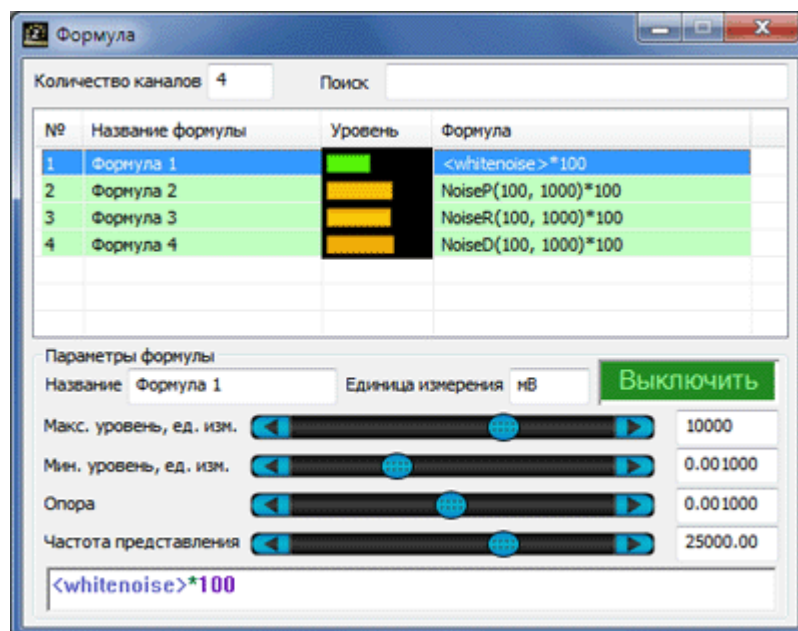 Формула
Количество каналов 4 Поиск
№ Название формулы Уровень Формула
1 Формула 1 <whitenoise>*100
2 Формула 2 NoiseP(100, 1000)*100
3 Формула 3 NoiseR(100, 1000)*100
4 Формула 4 NoiseD(100, 1000)*100
Параметры формулы
Название Формула 1 Единица измерения мВ Выключить
Макс. уровень, ед. изм. 10000
Мин. уровень, ед. изм. 0.001000
Опора 0.001000
Частота представления 25000.00
<whitenoise>*100